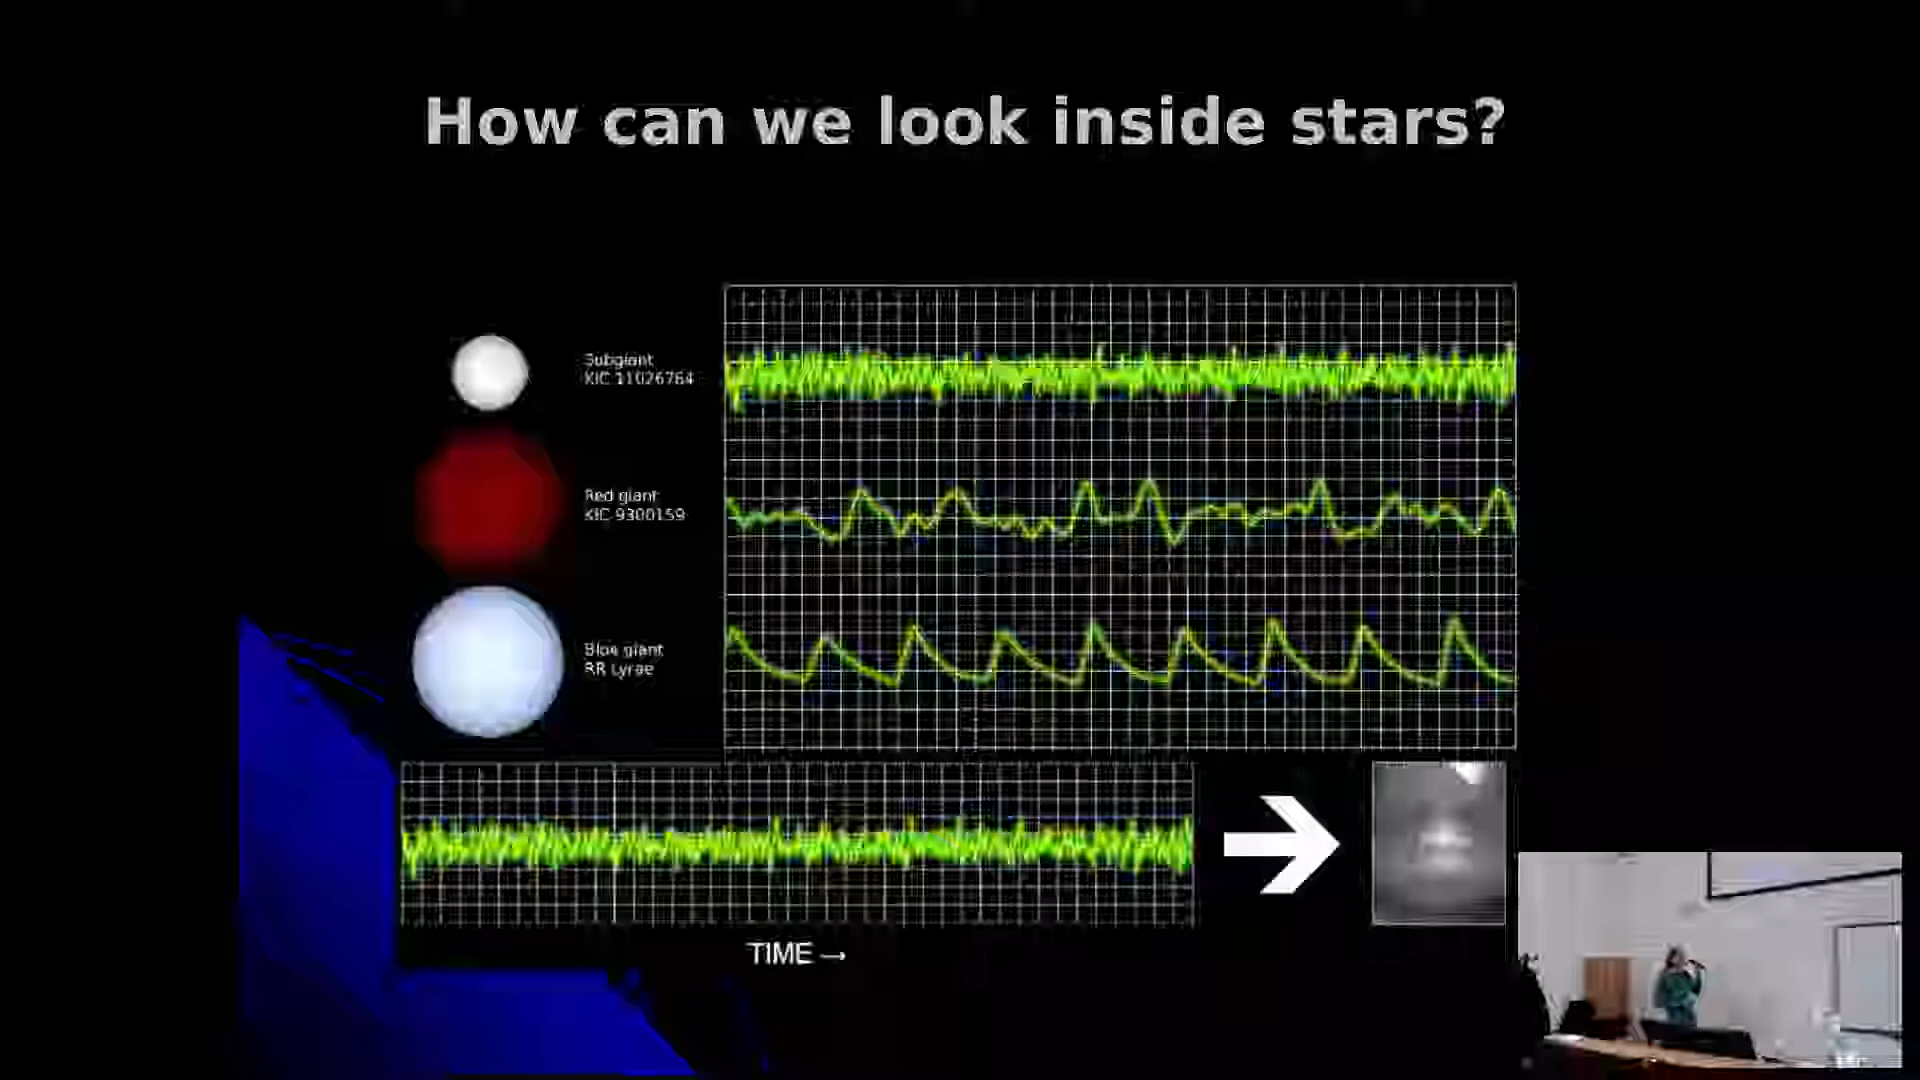 How can we look inside stars?
Subgiant
KIC 11026764
Red giant
KIC 9300159
Blue giant
RR Lyrae
TIME →